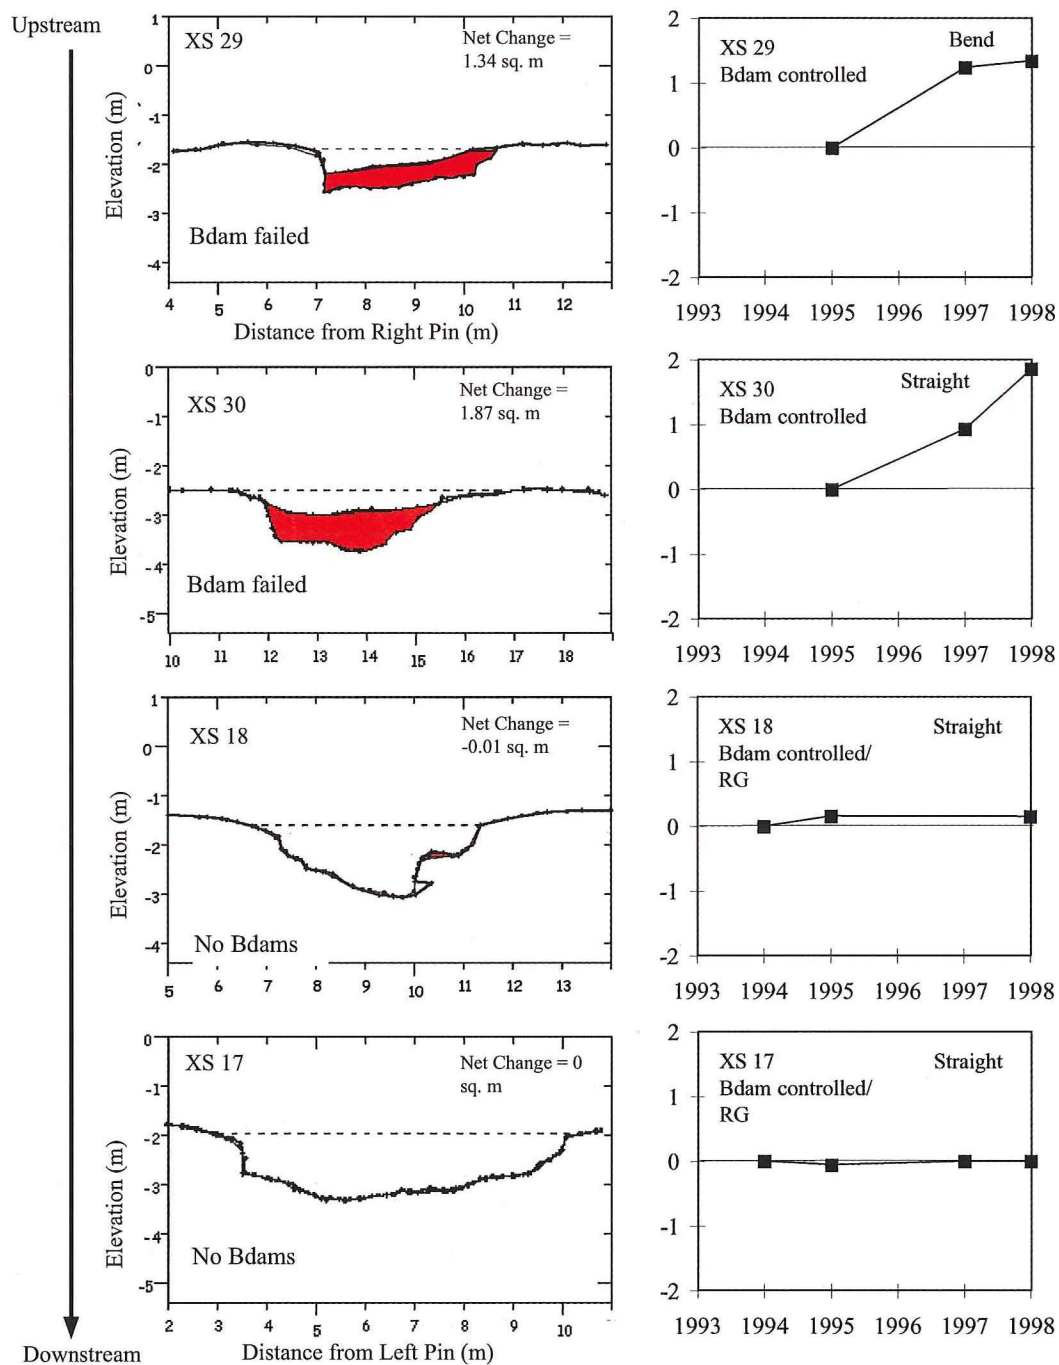 Upstream
1
0
-1
-2
-3
-4
Elevation (m)
XS 29
Net Change =
1.34 sq. m
Bdam failed
4 5 6 7 8 9 10 11 12
Distance from Right Pin (m)
2
1
0
-1
-2
XS 29
Bdam controlled
Bend
1993 1994 1995 1996 1997 1998
0
-1
-2
-3
-4
-5
Elevation (m)
XS 30
Net Change =
1.87 sq. m
Bdam failed
10 11 12 13 14 15 16 17 18
2
1
0
-1
-2
XS 30
Bdam controlled
Straight
1993 1994 1995 1996 1997 1998
1
0
-1
-2
-3
-4
Elevation (m)
XS 18
Net Change =
-0.01 sq. m
No Bdams
5 6 7 8 9 10 11 12 13
2
1
0
-1
-2
XS 18
Straight
Bdam controlled/
RG
1993 1994 1995 1996 1997 1998
0
-1
-2
-3
-4
-5
Elevation (m)
XS 17
Net Change = 0
sq. m
No Bdams
2 3 4 5 6 7 8 9 10
Distance from Left Pin (m)
2
1
0
-1
-2
XS 17
Straight
Bdam controlled/
RG
1993 1994 1995 1996 1997 1998
Downstream